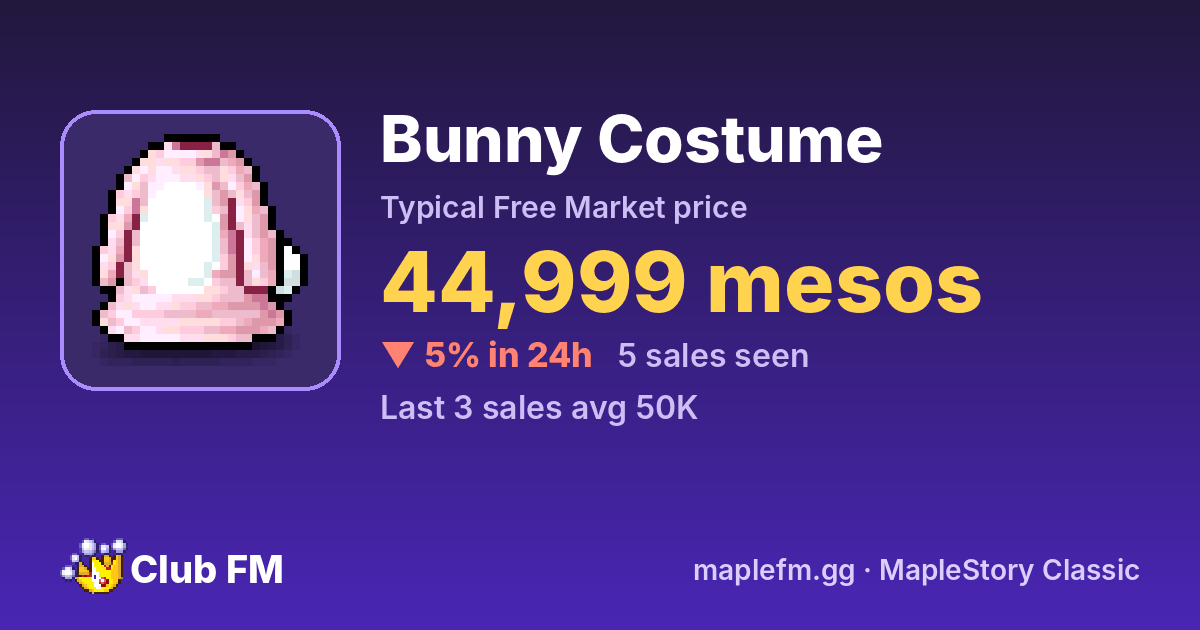 Bunny Costume
Typical Free Market price
44,999 mesos
▼ 5% in 24h 5 sales seen
Last 3 sales avg 50K
Club FM
maplefm.gg · MapleStory Classic